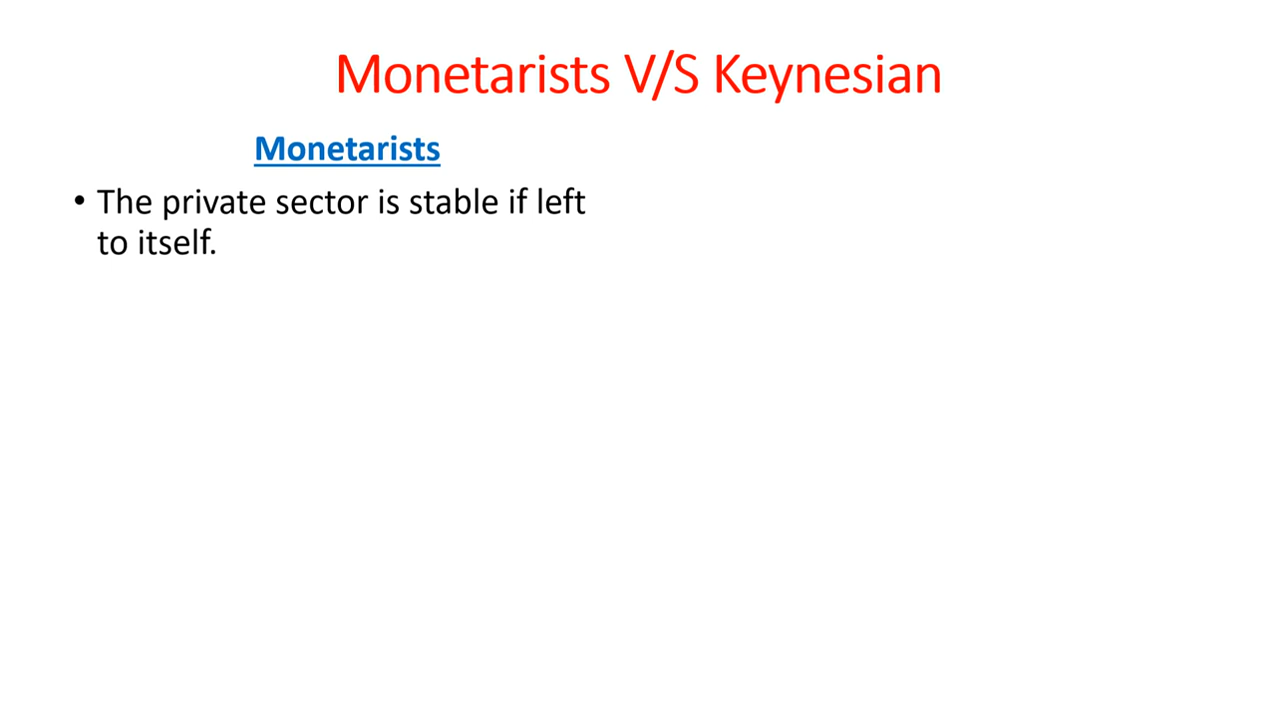 Monetarists V/S Keynesian
Monetarists
• The private sector is stable if left
to itself.